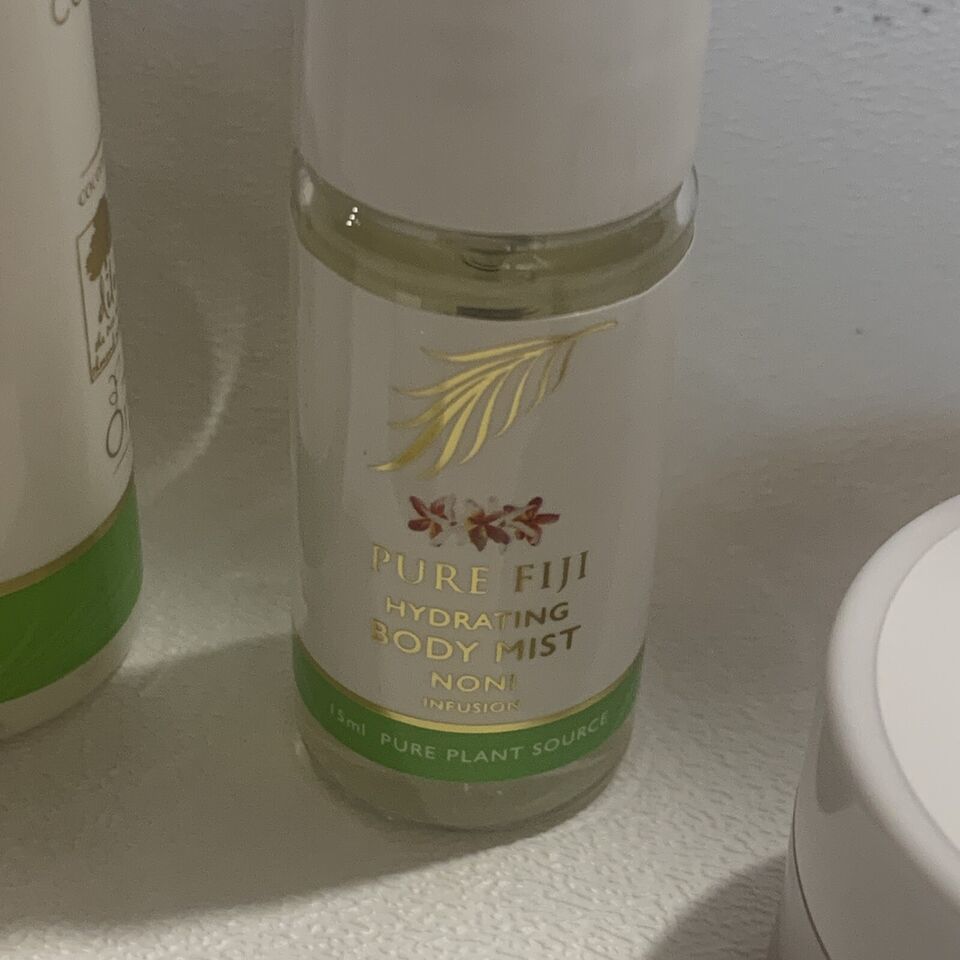 PURE FIJI
HYDRATING
BODY MIST
NONI
INFUSION
15ml PURE PLANT SOURCE